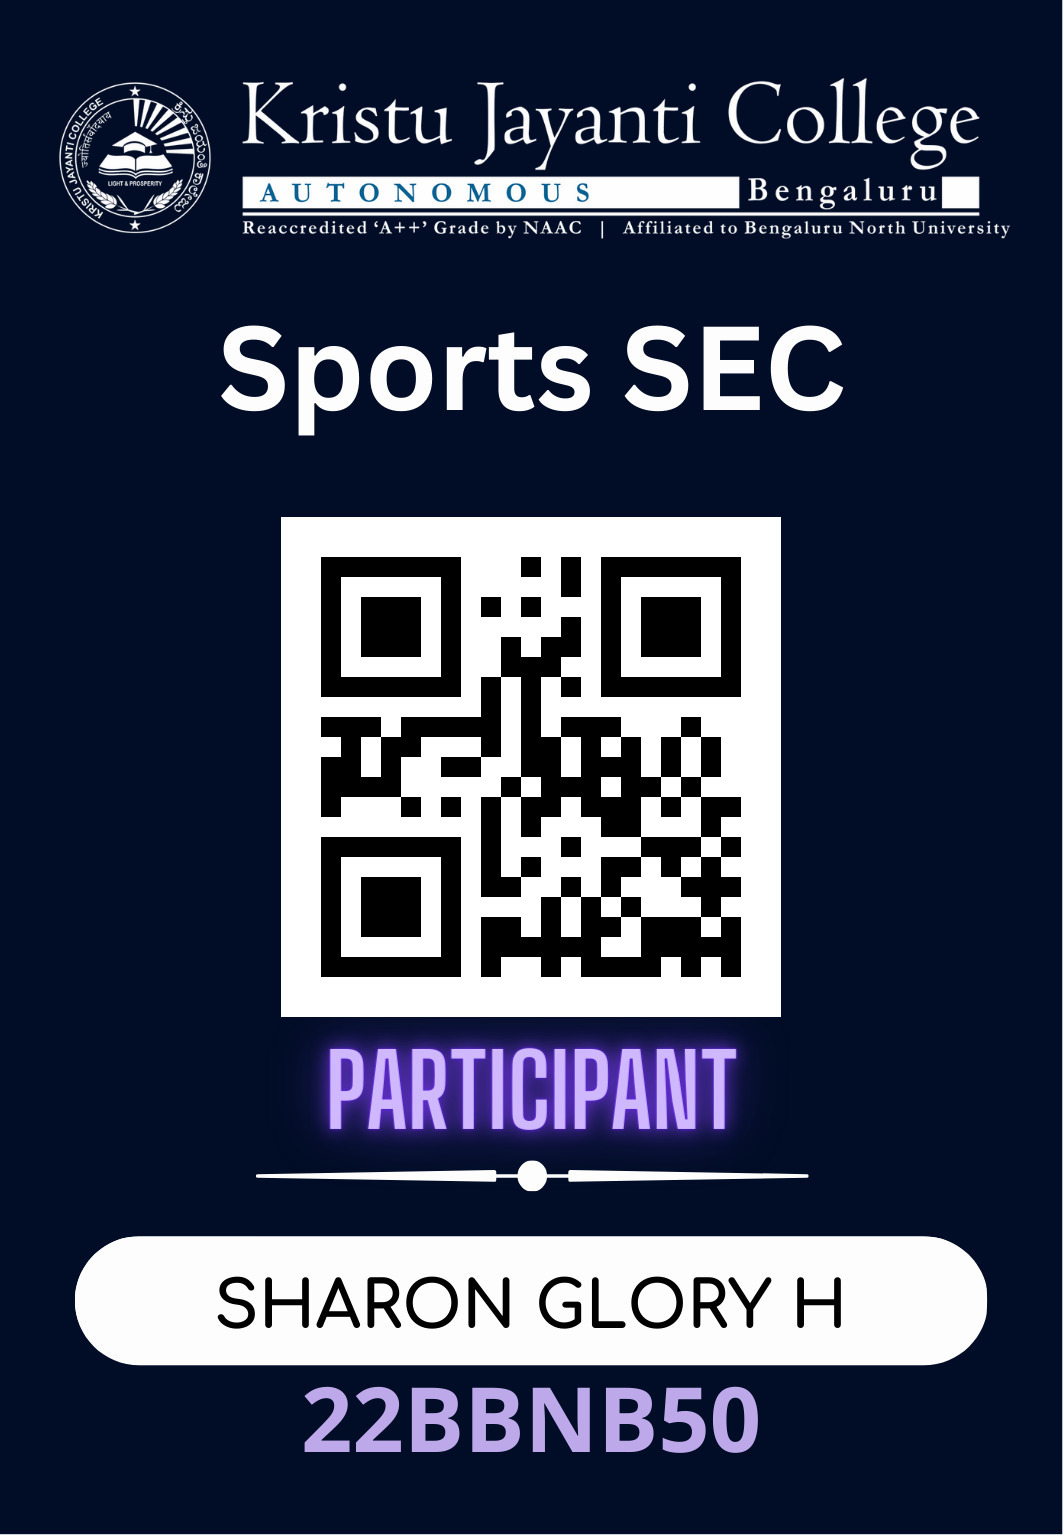 KRISTU JAYANTI COLLEGE
LIGHT & PROSPERITY
Kristu Jayanti College
AUTONOMOUS Bengaluru
Reaccredited ‘A++’ Grade by NAAC | Affiliated to Bengaluru North University
Sports SEC
PARTICIPANT
SHARON GLORY H
22BBNB50